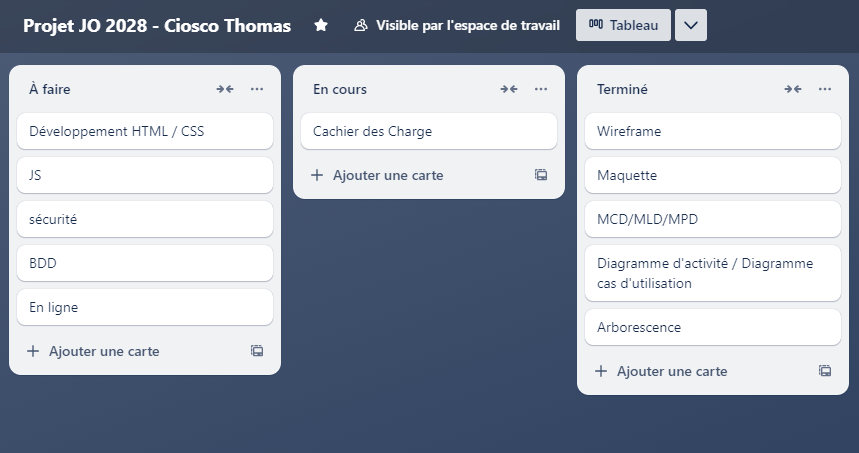 Projet JO 2028 - Ciosco Thomas
Visible par l'espace de travail
Tableau
À faire
Développement HTML / CSS
JS
sécurité
BDD
En ligne
Ajouter une carte
En cours
Cachier des Charge
Ajouter une carte
Terminé
Wireframe
Maquette
MCD/MLD/MPD
Diagramme d'activité / Diagramme
cas d'utilisation
Arborescence
Ajouter une carte